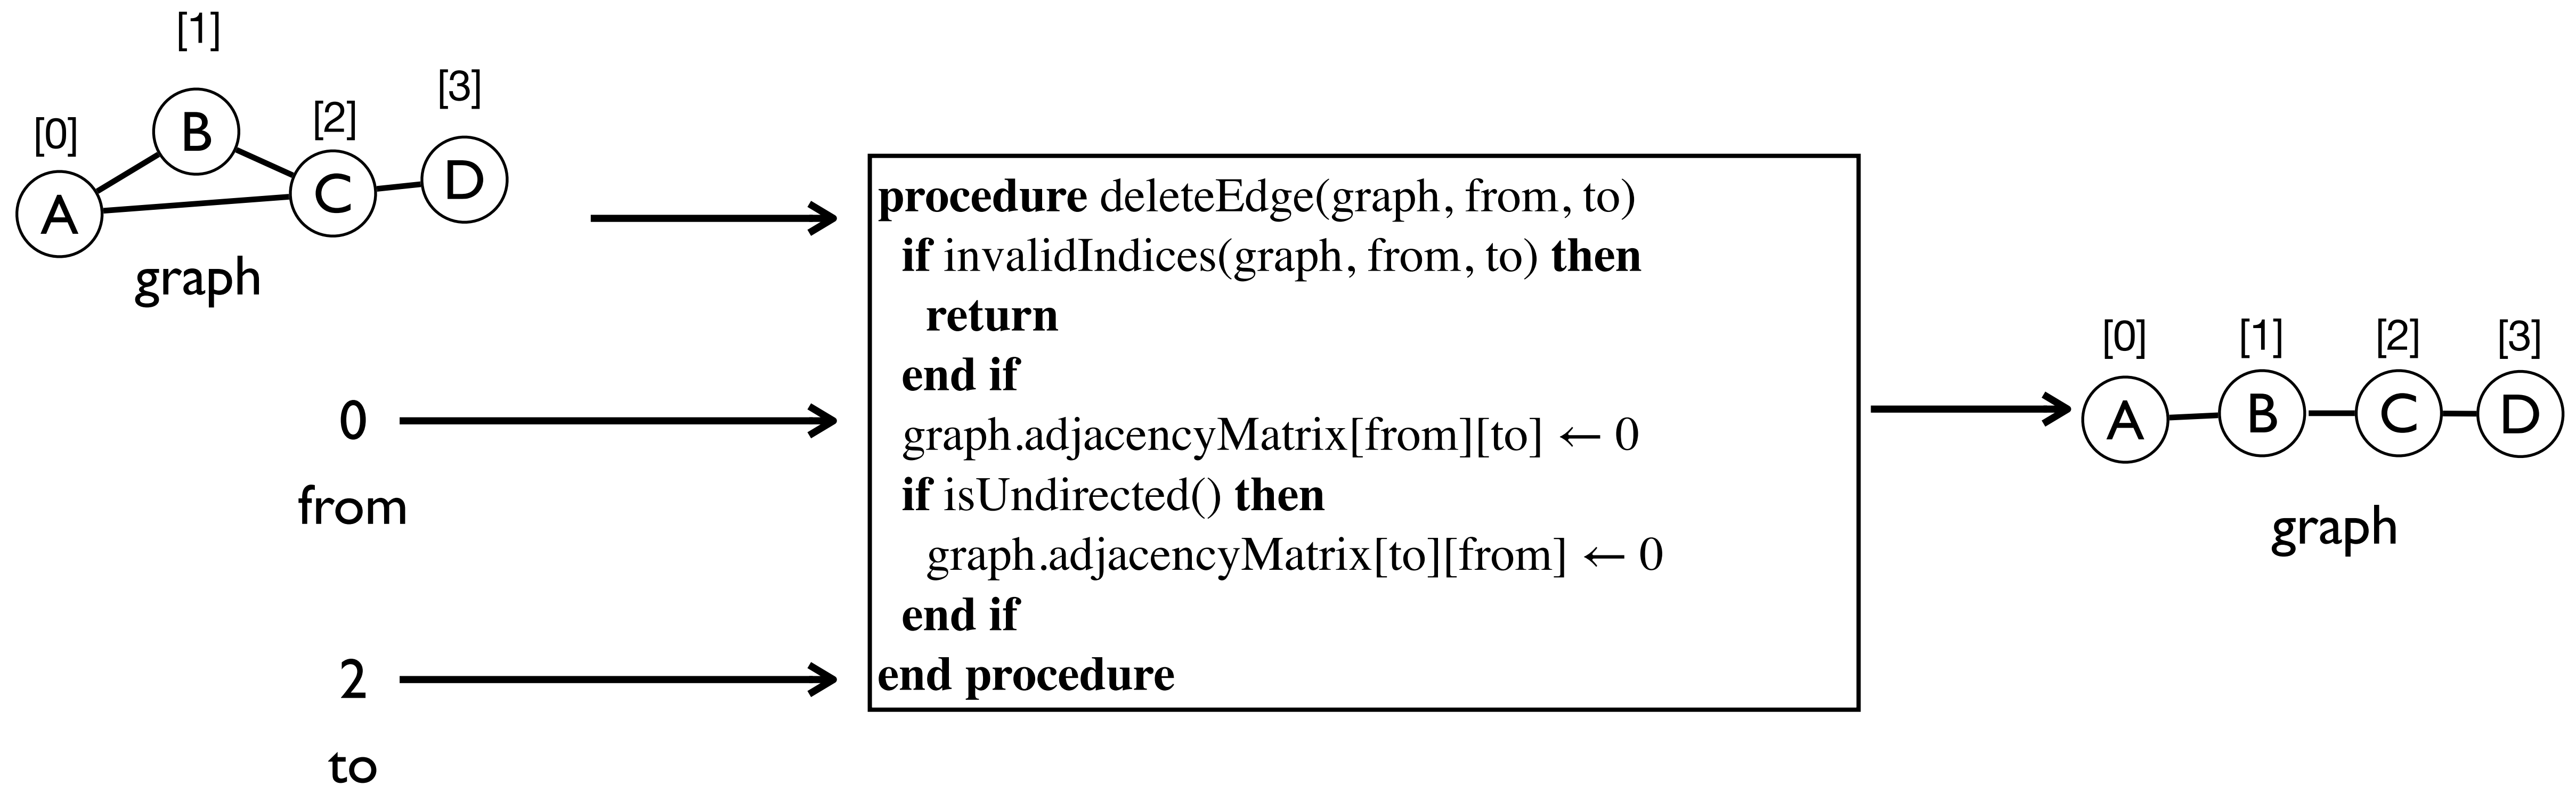 [1]
[3]
[2]
[0]
B
D
C
A
graph
0
from
2
to
procedure deleteEdge(graph, from, to)
if invalidIndices(graph, from, to) then
return
end if
graph.adjacencyMatrix[from][to] ← 0
if isUndirected() then
graph.adjacencyMatrix[to][from] ← 0
end if
end procedure
[0] [1] [2] [3]
A B C D
graph